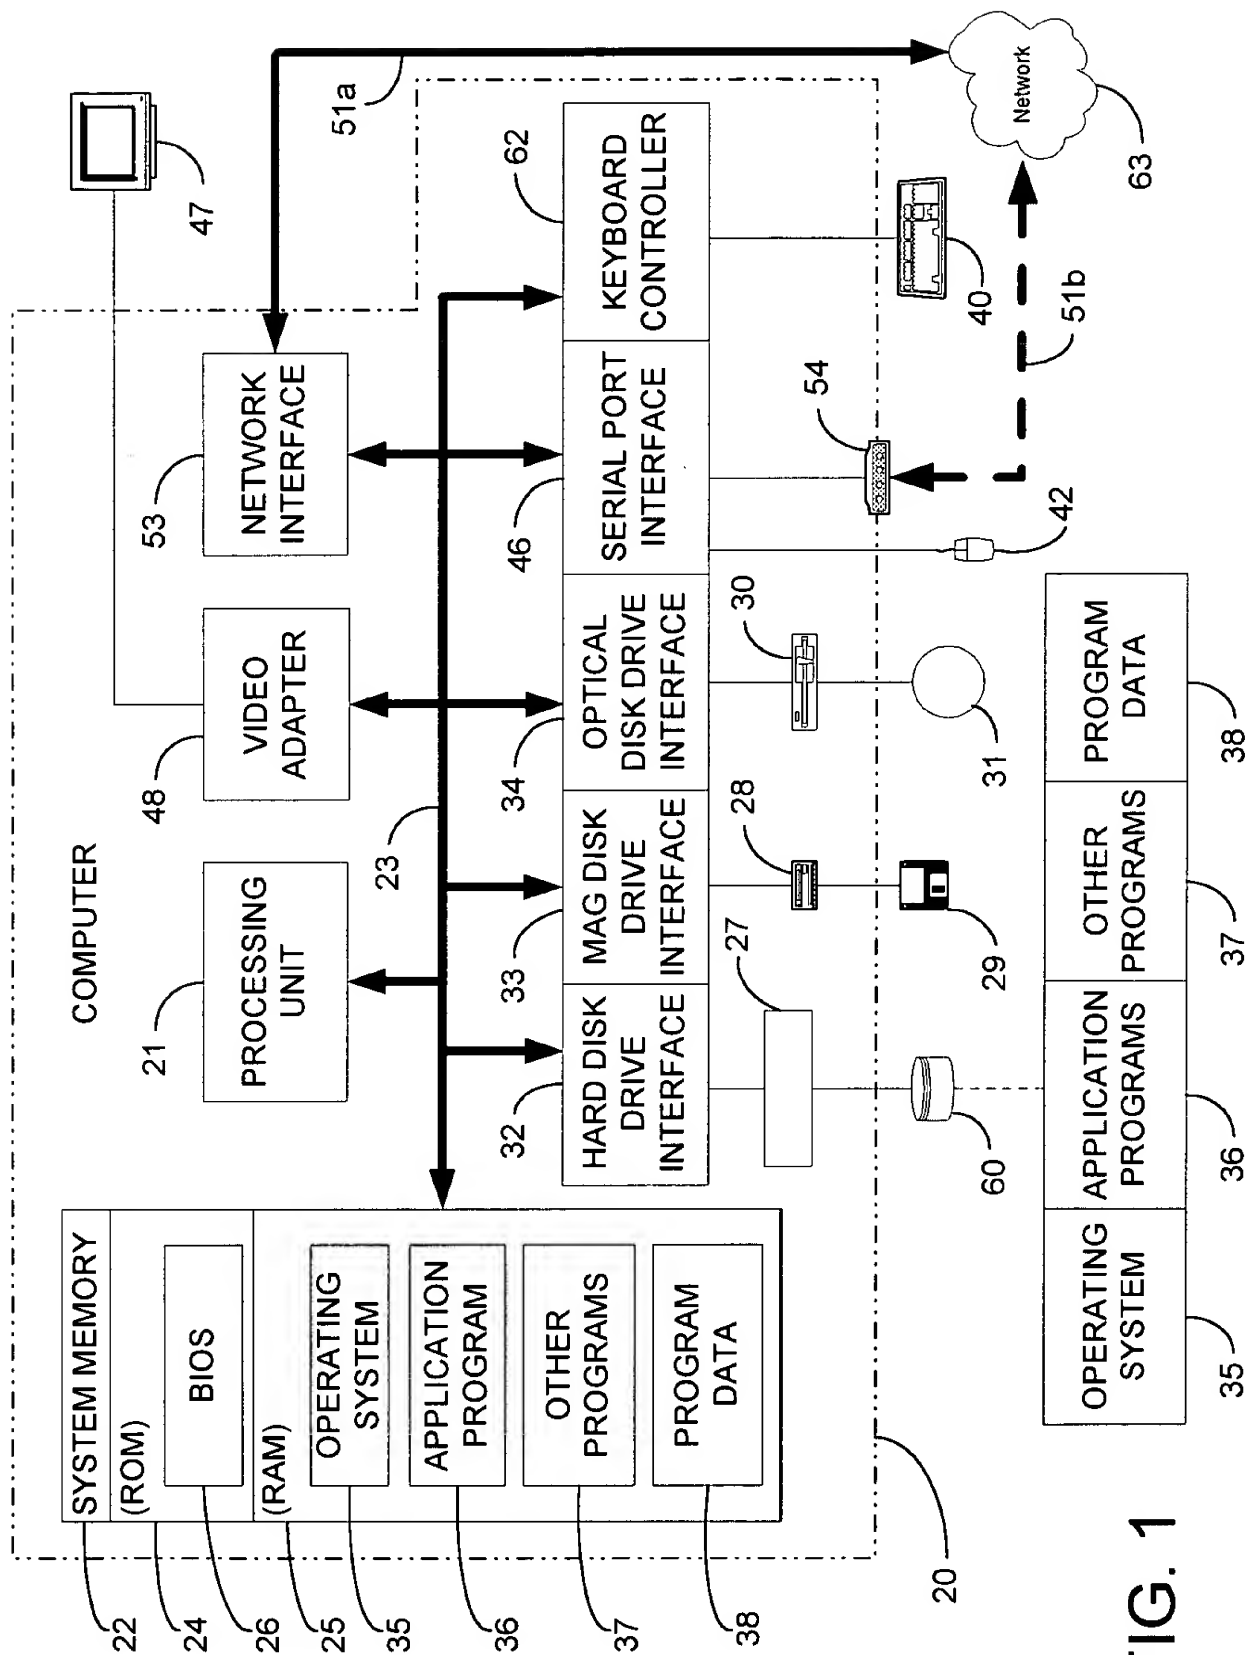 COMPUTER
SYSTEM MEMORY
(ROM)
BIOS
(RAM)
OPERATING
SYSTEM
APPLICATION
PROGRAM
OTHER
PROGRAMS
PROGRAM
DATA
22
24
26
25
35
36
37
38
PROCESSING
UNIT
21
VIDEO
ADAPTER
48
NETWORK
INTERFACE
53
47
51a
23
HARD DISK
DRIVE
INTERFACE
32
MAG DISK
DRIVE
INTERFACE
33
OPTICAL
DISK DRIVE
INTERFACE
34
SERIAL PORT
INTERFACE
46
KEYBOARD
CONTROLLER
62
27
28
30
54
20
60
29
31
42
40
51b
Network
63
OPERATING
SYSTEM
APPLICATION
PROGRAMS
OTHER
PROGRAMS
PROGRAM
DATA
35
36
37
38
FIG. 1